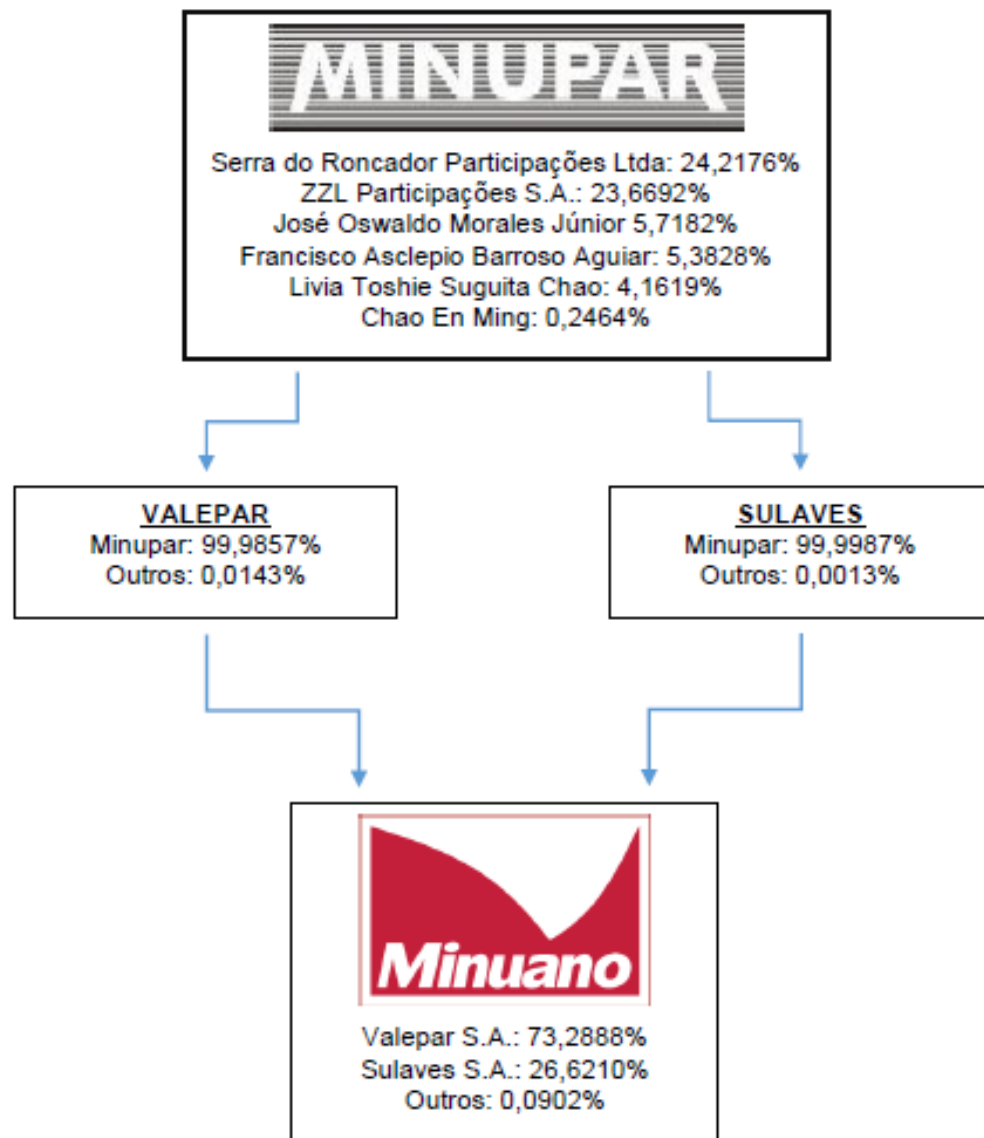 MINUPAR
Serra do Roncador Participações Ltda: 24,2176%
ZZL Participações S.A.: 23,6692%
José Oswaldo Morales Júnior 5,7182%
Francisco Asclepio Barroso Aguiar: 5,3828%
Livia Toshie Suguita Chao: 4,1619%
Chao En Ming: 0,2464%
VALEPAR
Minupar: 99,9857%
Outros: 0,0143%
SULAVES
Minupar: 99,9987%
Outros: 0,0013%
Minuano
Valepar S.A.: 73,2888%
Sulaves S.A.: 26,6210%
Outros: 0,0902%